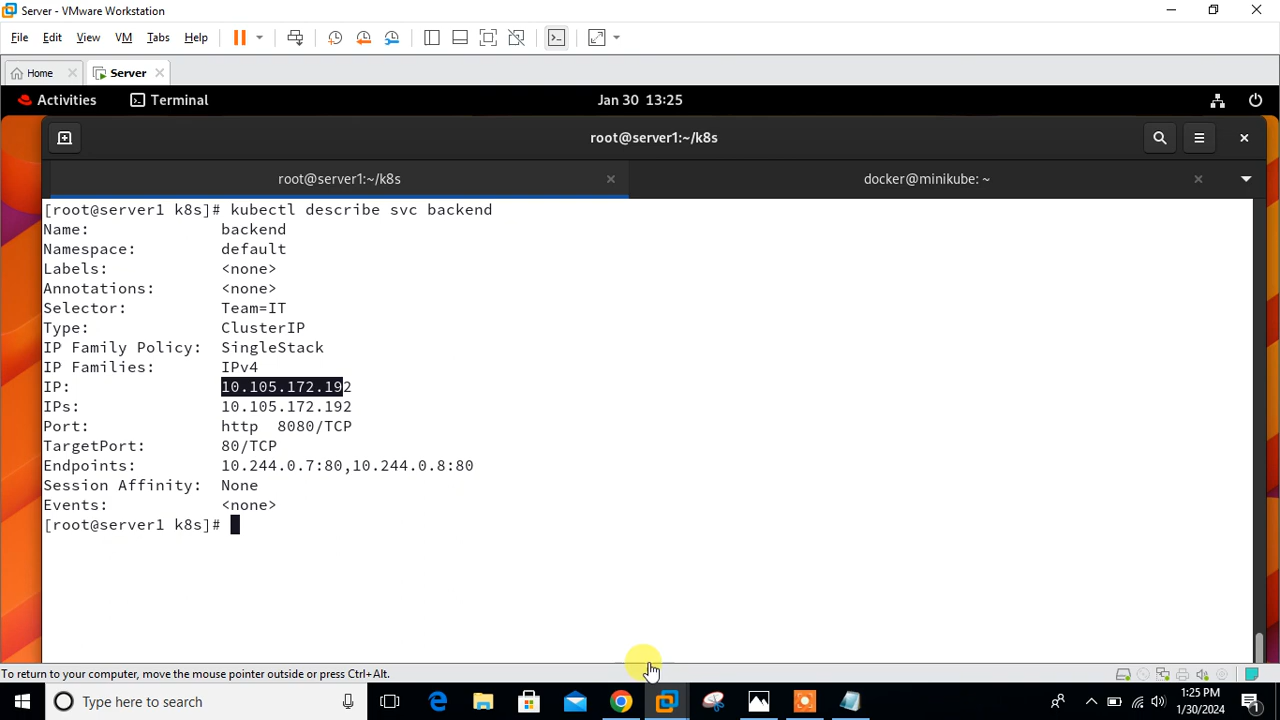 Server - VMware Workstation
File Edit View VM Tabs Help
Home Server
Activities Terminal Jan 30 13:25
root@server1:~/k8s
root@server1:~/k8s docker@minikube: ~
[root@server1 k8s]# kubectl describe svc backend
Name: backend
Namespace: default
Labels: <none>
Annotations: <none>
Selector: Team=IT
Type: ClusterIP
IP Family Policy: SingleStack
IP Families: IPv4
IP: 10.105.172.192
IPs: 10.105.172.192
Port: http 8080/TCP
TargetPort: 80/TCP
Endpoints: 10.244.0.7:80,10.244.0.8:80
Session Affinity: None
Events: <none>
[root@server1 k8s]#
To return to your computer, move the mouse pointer outside or press Ctrl+Alt.
Type here to search
1:25 PM
1/30/2024
1